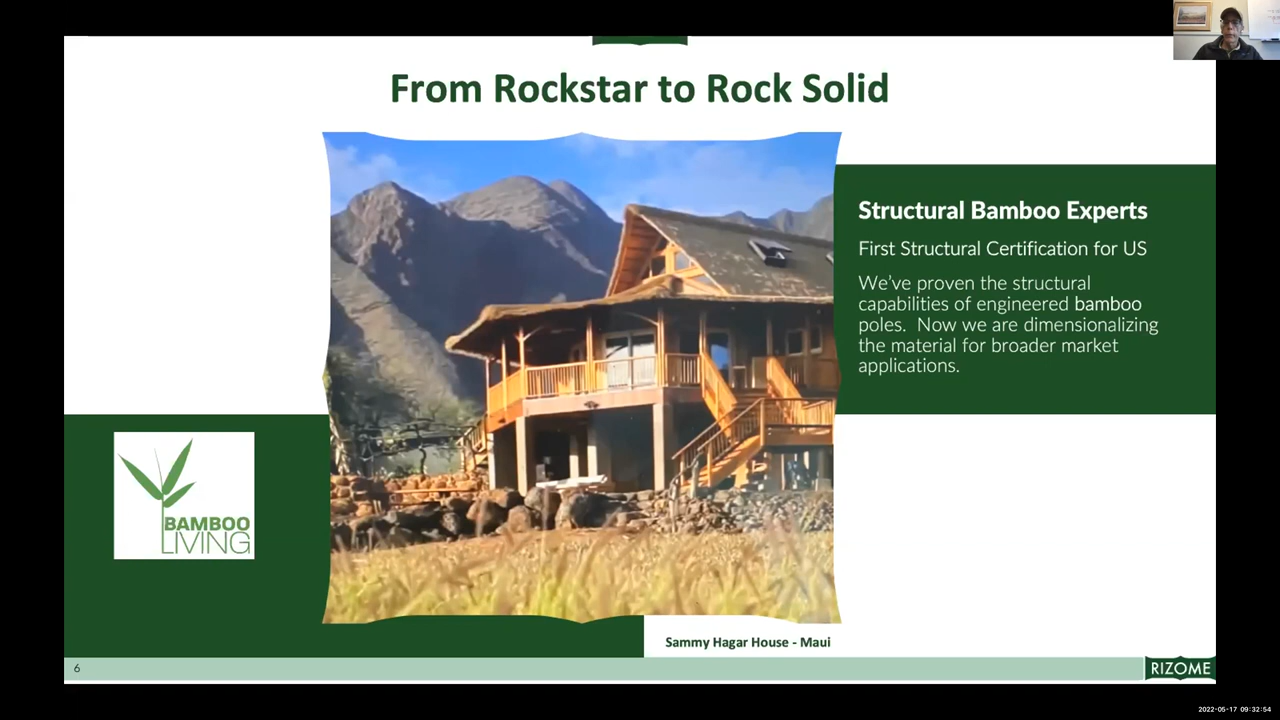 From Rockstar to Rock Solid
Structural Bamboo Experts
First Structural Certification for US
We've proven the structural
capabilities of engineered bamboo
poles.  Now we are dimensionalizing
the material for broader market
applications.
BAMBOO
LIVING
Sammy Hagar House - Maui
6
RIZOME
2022-05-17 09:32:54